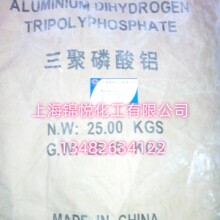 ALUMINIUM DIHYDROGEN
TRIPOLYPHOSPHATE
三聚磷酸铝
上海锦悦化工有限公司
N.W: 25.00 KGS
G.W:
MADE IN CHINA